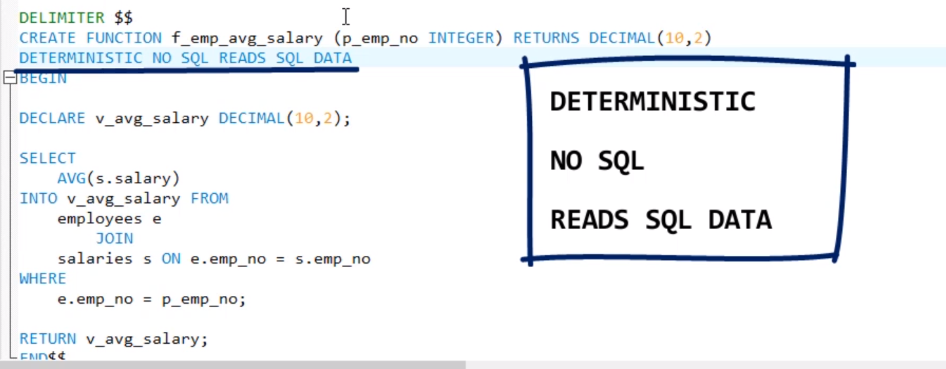 DELIMITER $$
CREATE FUNCTION f_emp_avg_salary (p_emp_no INTEGER) RETURNS DECIMAL(10,2)
DETERMINISTIC NO SQL READS SQL DATA
BEGIN
DECLARE v_avg_salary DECIMAL(10,2);
SELECT
AVG(s.salary)
INTO v_avg_salary FROM
employees e
JOIN
salaries s ON e.emp_no = s.emp_no
WHERE
e.emp_no = p_emp_no;
RETURN v_avg_salary;
END$$
DETERMINISTIC
NO SQL
READS SQL DATA